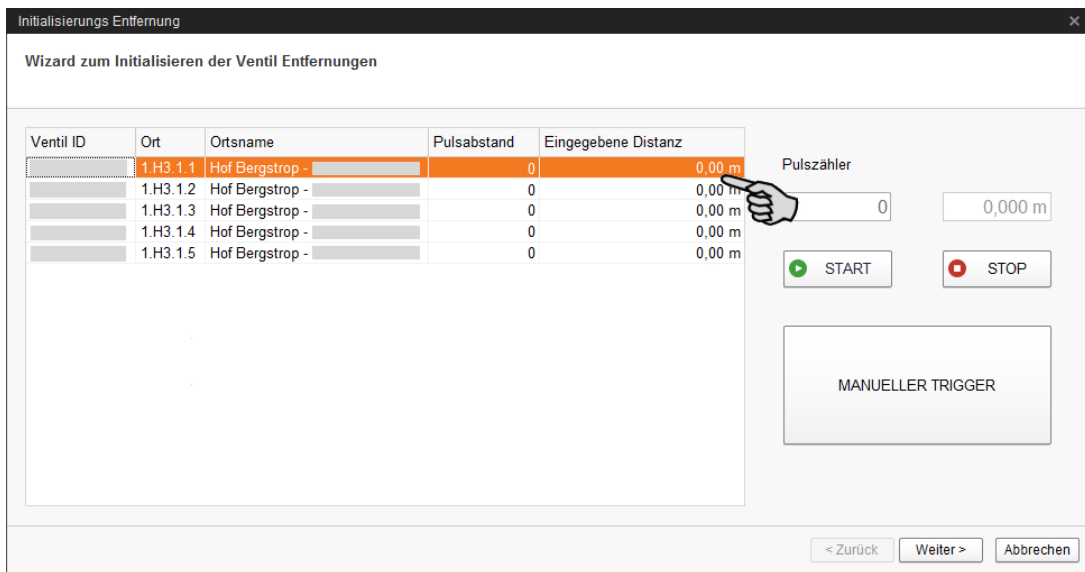 Initialisierungs Entfernung
Wizard zum Initialisieren der Ventil Entfernungen
Ventil ID Ort Ortsname Pulsabstand Eingegebene Distanz
1.H3.1.1 Hof Bergstrop - 0 0,00 m
1.H3.1.2 Hof Bergstrop - 0 0,00 m
1.H3.1.3 Hof Bergstrop - 0 0,00 m
1.H3.1.4 Hof Bergstrop - 0 0,00 m
1.H3.1.5 Hof Bergstrop - 0 0,00 m
Pulszähler
0 0,000 m
START STOP
MANUELLER TRIGGER
< Zurück Weiter > Abbrechen